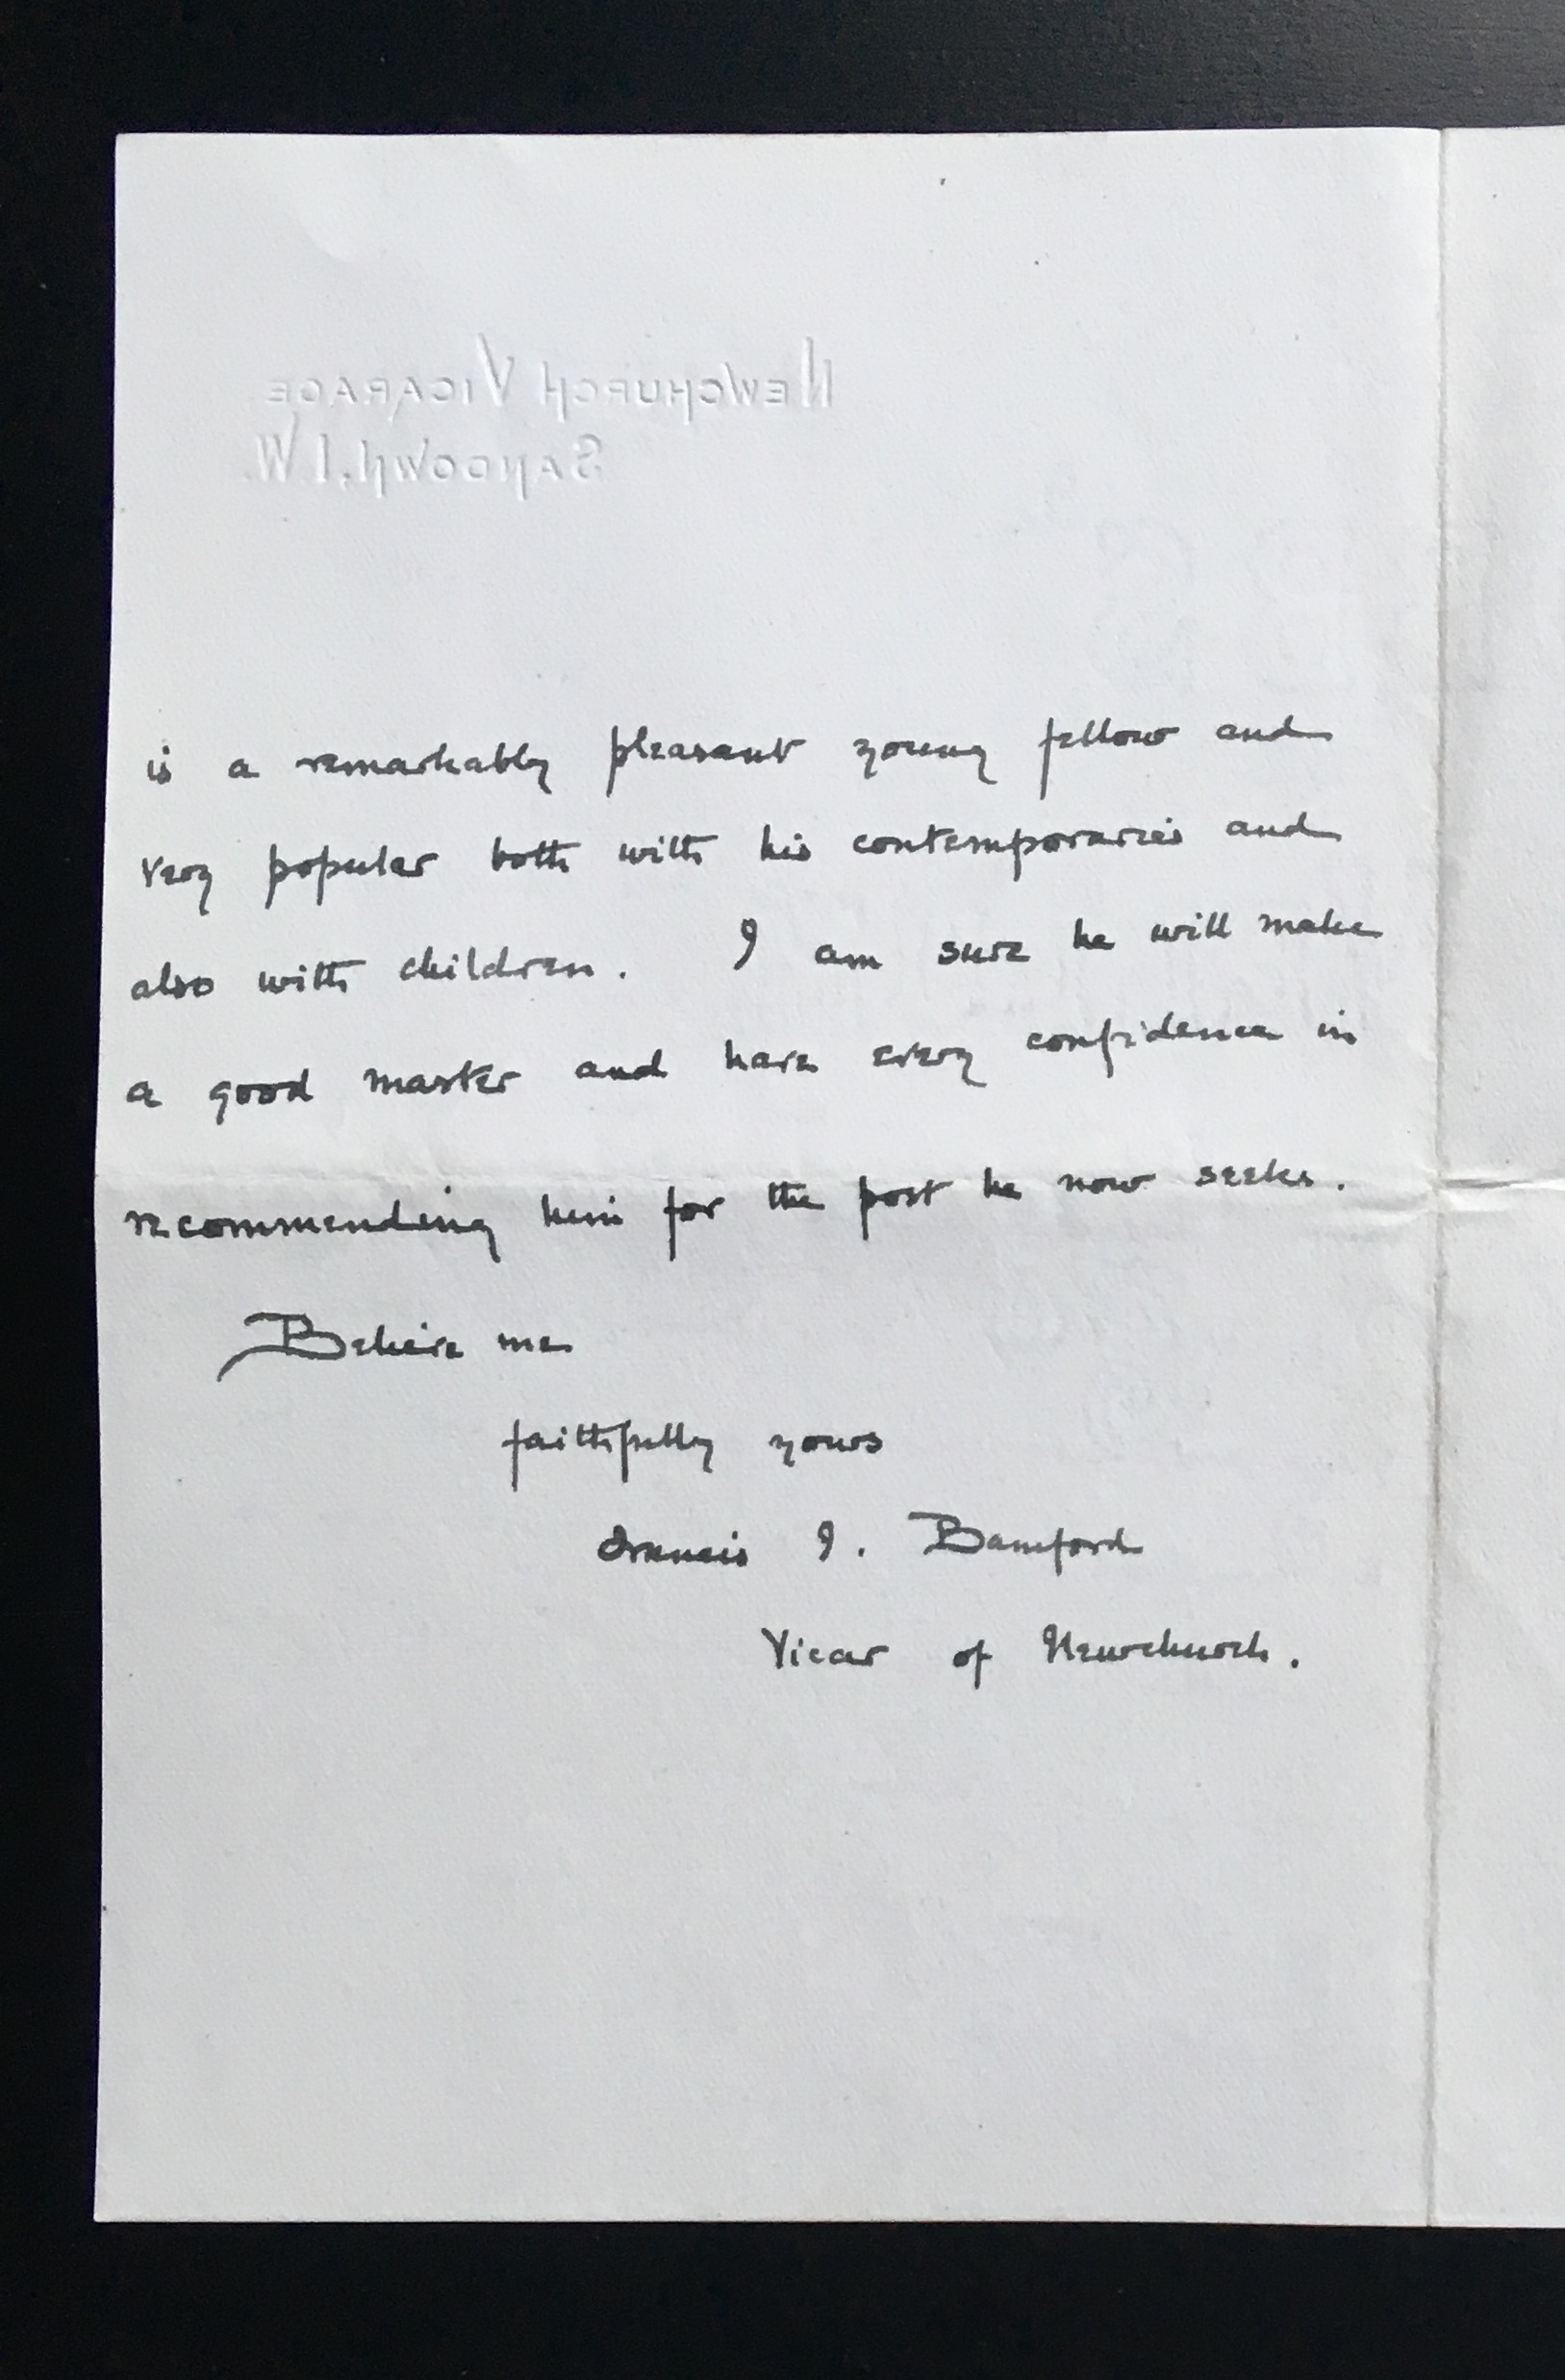 NEWCHURCH VICARAGE
SANDOWN, I.W.
is a remarkably pleasant young fellow and
very popular both with his contemporaries and
also with children. I am sure he will make
a good master and have every confidence in
recommending him for the post he now seeks.
Believe me
faithfully yours
Francis J. Bamford
Vicar of Newchurch.